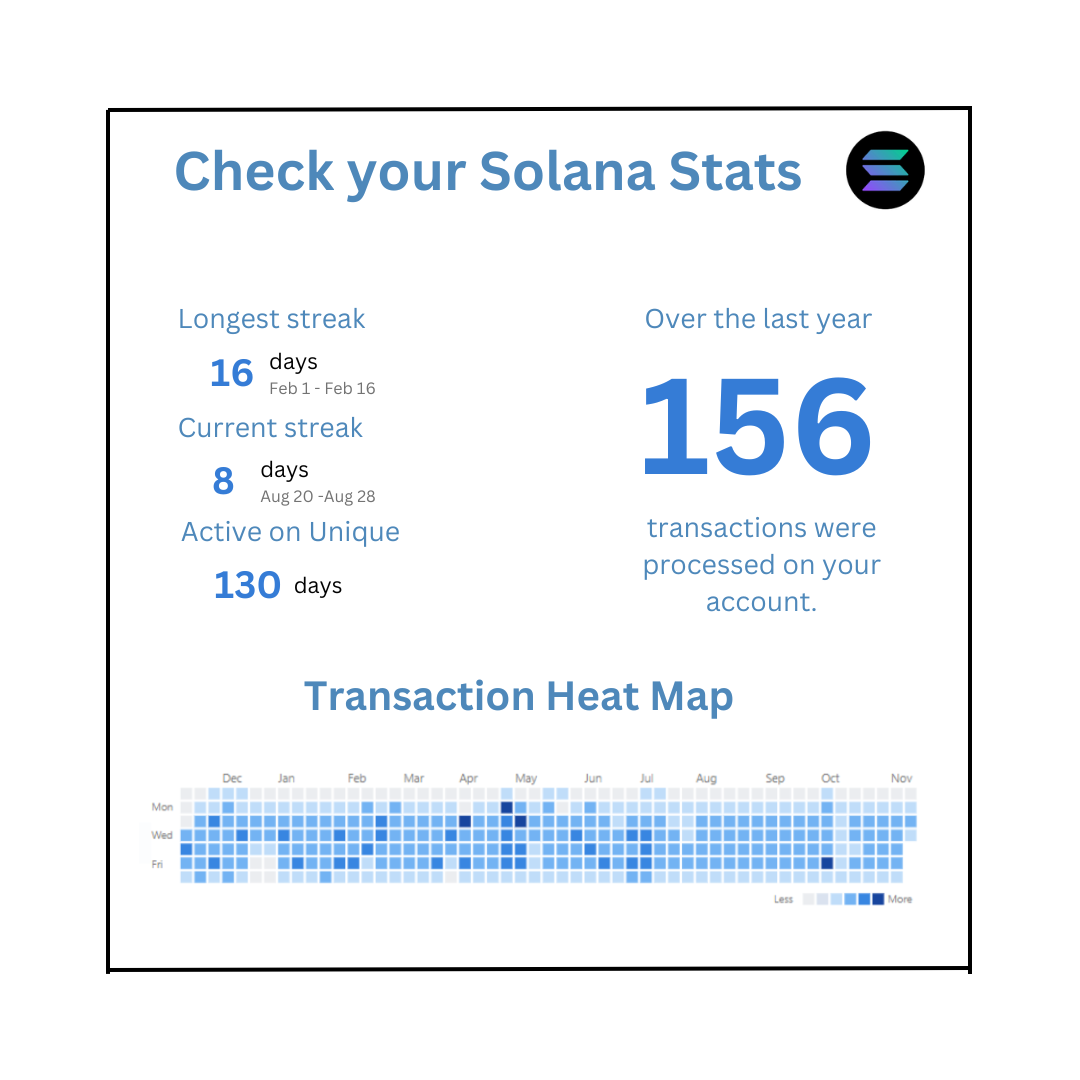 Check your Solana Stats
Longest streak
16 days
Feb 1 - Feb 16
Current streak
8 days
Aug 20 -Aug 28
Active on Unique
130 days
Over the last year
156
transactions were
processed on your
account.
Transaction Heat Map
Dec Jan Feb Mar Apr May Jun Jul Aug Sep Oct Nov
Mon
Wed
Fri
Less More